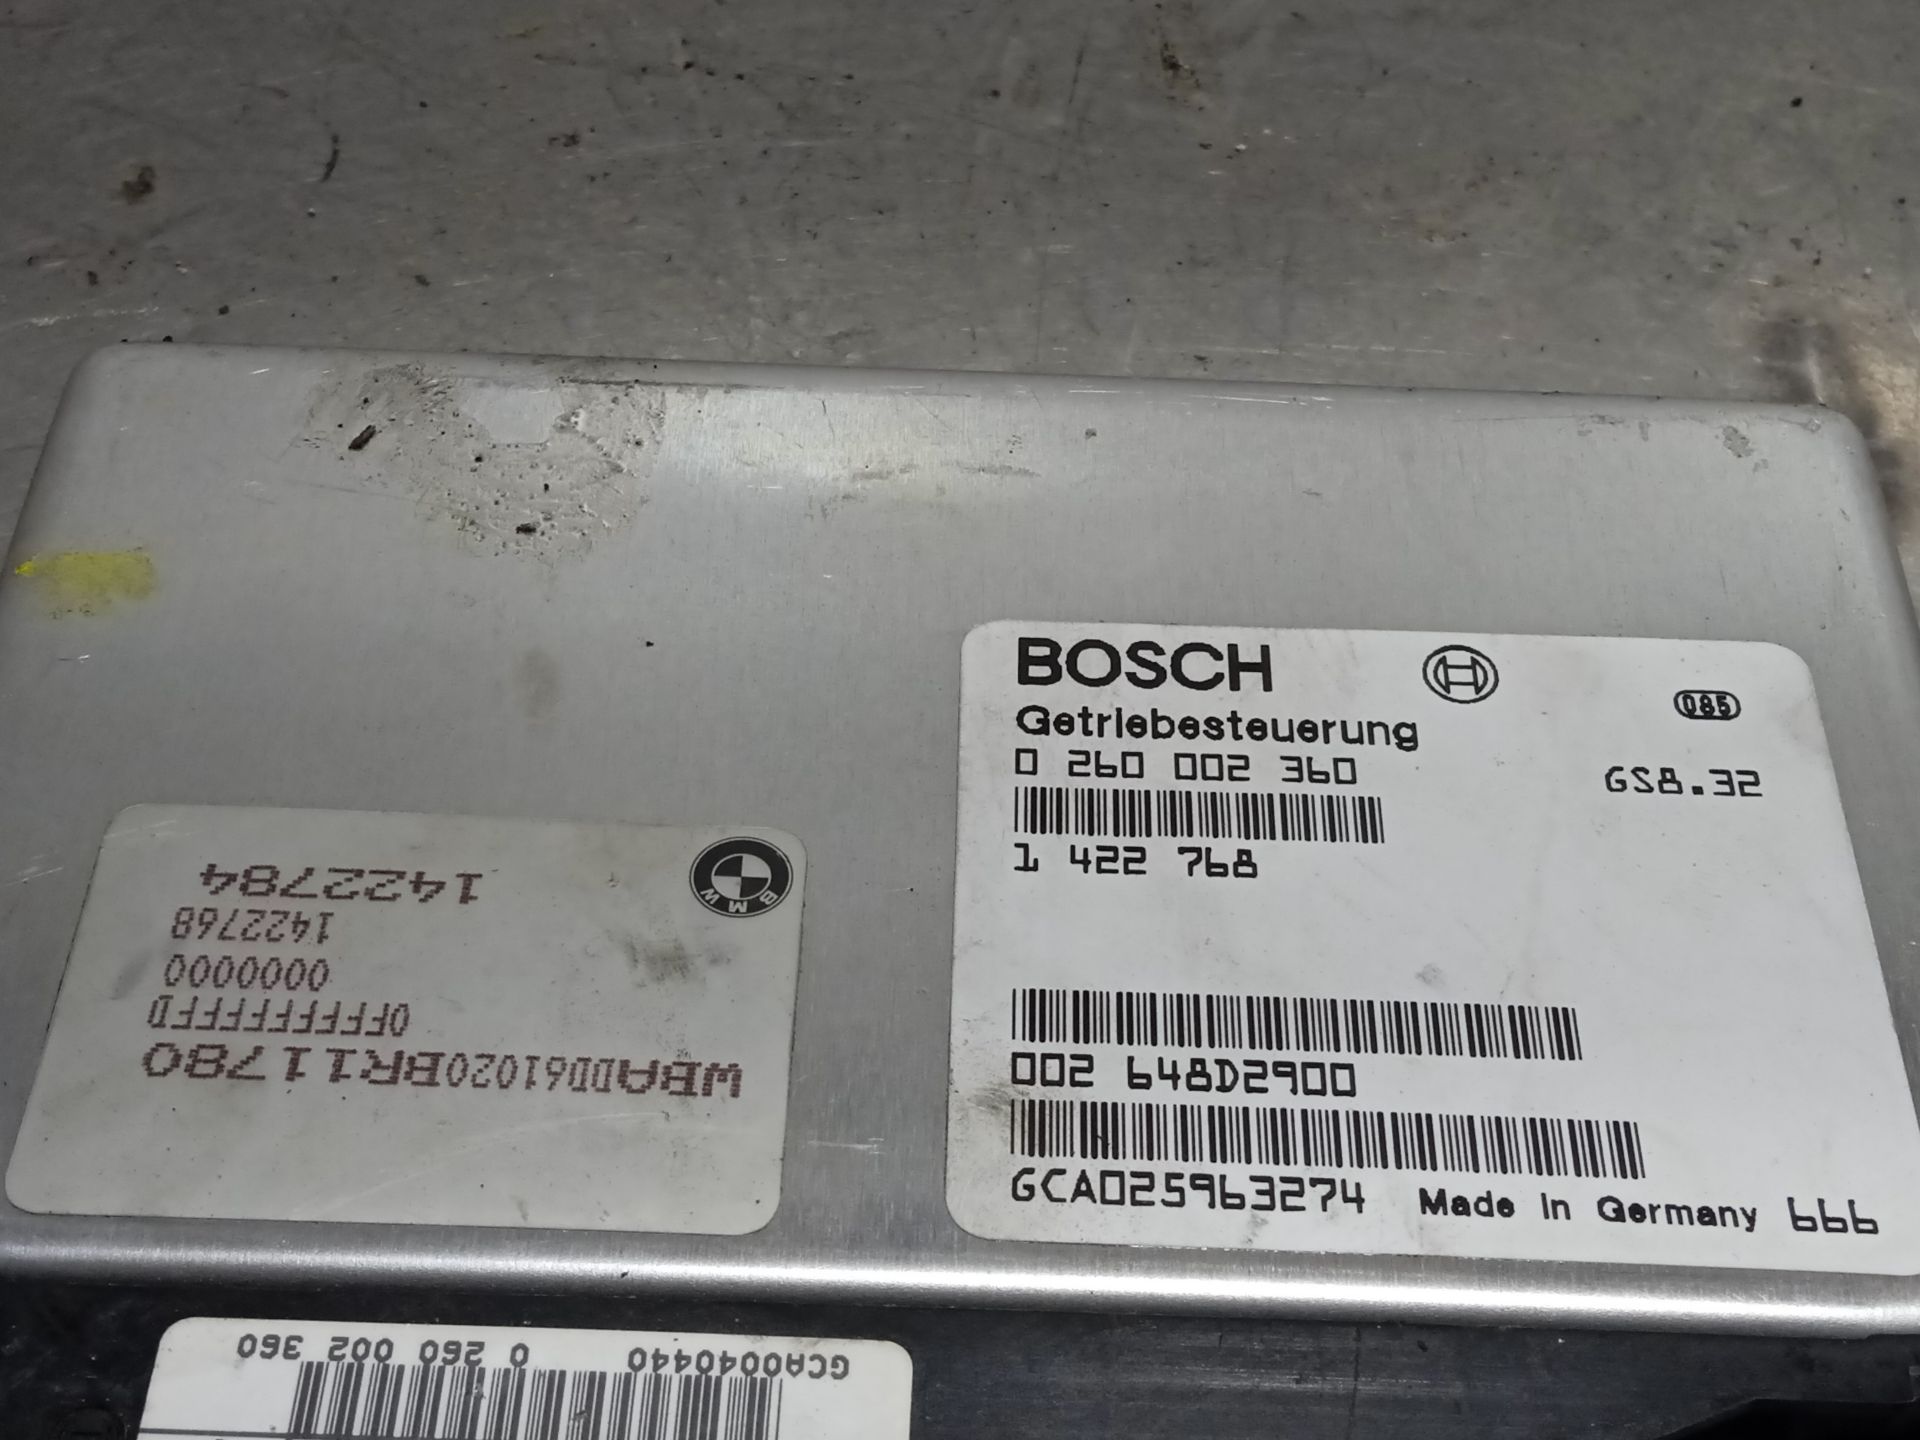 BOSCH
085
Getriebesteuerung
0 260 002 360
GS8.32
1 422 768
002 648D2900
GCA025963274 Made in Germany 666
BMW
1422784
1422768
0000000
0FFFFFFFFD
WBADD61020BR11780
GCA0040440 0 260 002 360